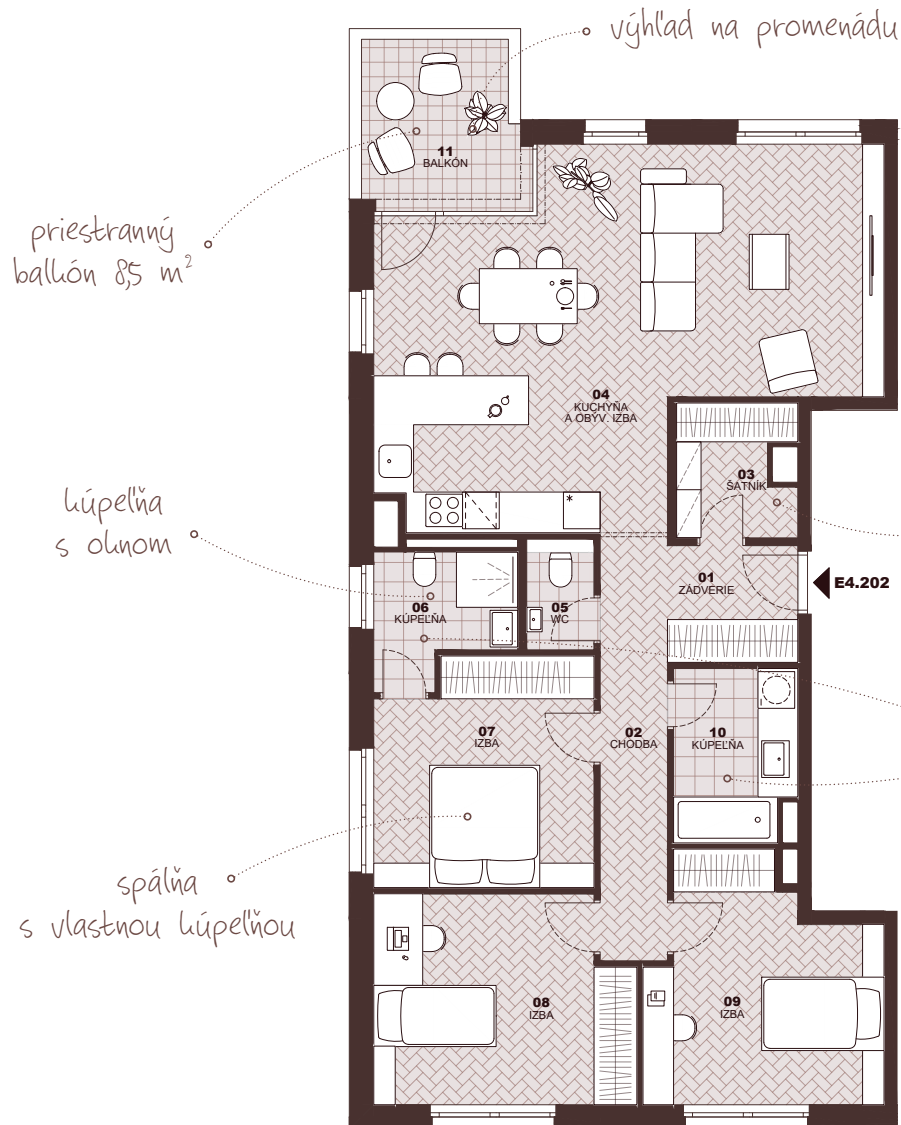 výhľad na promenádu
11
BALKÓN
priestranný
balkón 8,5 m²
04
KUCHYŇA
A OBÝV. IZBA
03
ŠATNÍK
kúpeľňa
s oknom
01
ZÁDVERIE
E4.202
06
KÚPEĽŇA
05
WC
07
IZBA
02
CHODBA
10
KÚPEĽŇA
spálňa
s vlastnou kúpeľňou
08
IZBA
09
IZBA